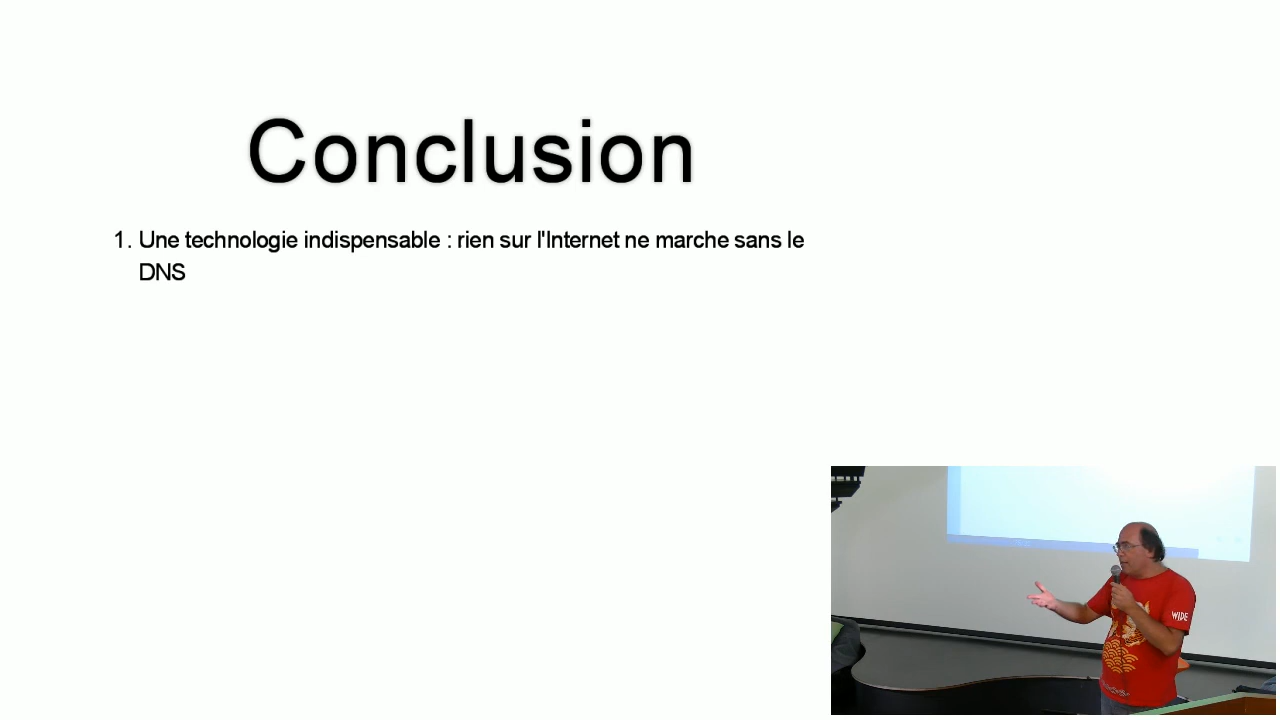 Conclusion
1. Une technologie indispensable : rien sur l'Internet ne marche sans le
DNS
WIDE